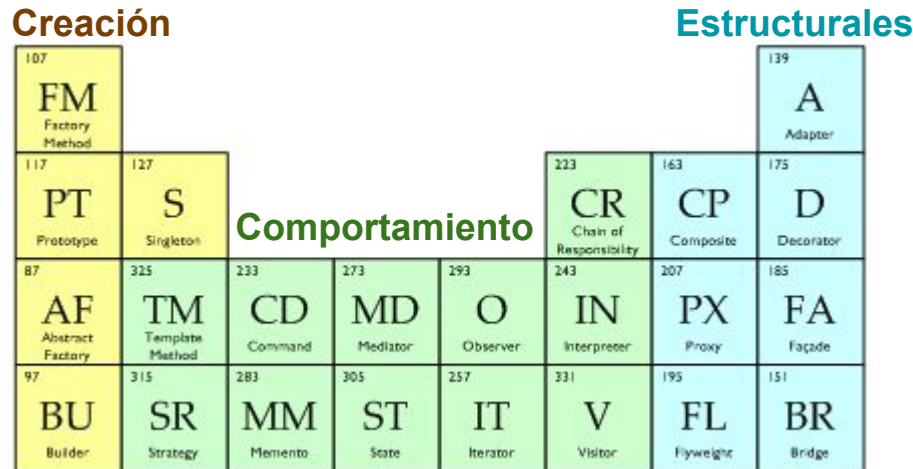 Creación
Estructurales
107
FM
Factory
Method
139
A
Adapter
117
PT
Prototype
127
S
Singleton
Comportamiento
223
CR
Chain of
Responsibility
163
CP
Composite
175
D
Decorator
87
AF
Abstract
Factory
325
TM
Template
Method
233
CD
Command
273
MD
Mediator
293
O
Observer
243
IN
Interpreter
207
PX
Proxy
185
FA
Façade
97
BU
Builder
315
SR
Strategy
283
MM
Memento
305
ST
State
257
IT
Iterator
331
V
Visitor
195
FL
Flyweight
151
BR
Bridge